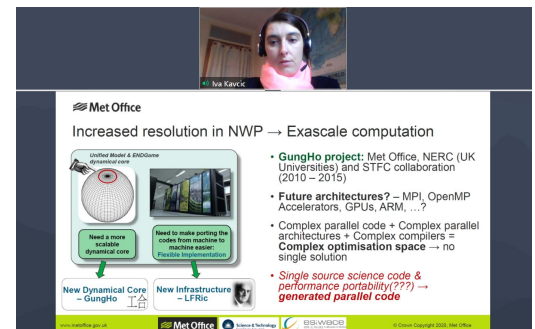 Iva Kavcic
Met Office
Increased resolution in NWP → Exascale computation
Unified Model & ENDGame
dynamical core
Need a more
scalable
dynamical core
Need to make porting the
codes from machine to
machine easier:
Flexible Implementation
New Dynamical Core
– GungHo
工合
New Infrastructure
– LFRic
• GungHo project: Met Office, NERC (UK
Universities) and STFC collaboration
(2010 – 2015)
• Future architectures? – MPI, OpenMP
Accelerators, GPUs, ARM, …?
• Complex parallel code + Complex parallel
architectures + Complex compilers =
Complex optimisation space → no
single solution
• Single source science code &
performance portability(???) →
generated parallel code
www.metoffice.gov.uk
Met Office
Science & Technology
esiwace
© Crown Copyright 2020, Met Office